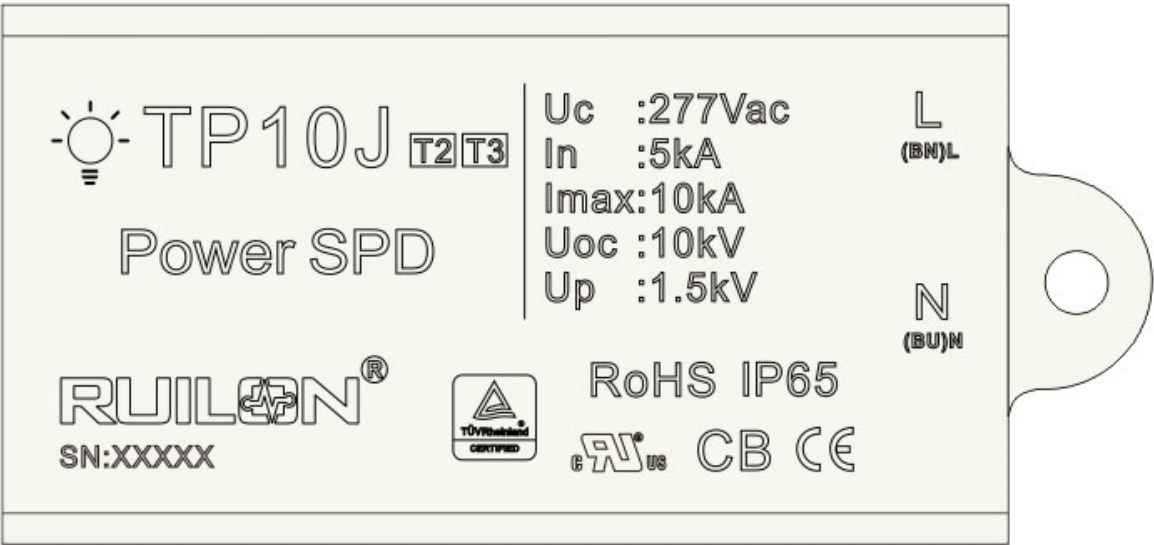 TP10J T2 T3
Power SPD
Uc :277Vac
In :5kA
Imax:10kA
Uoc :10kV
Up :1.5kV
L
(BN)L
N
(BU)N
RUILON®
SN:XXXXX
TÜVRheinland®
CERTIFIED
RoHS IP65
c RU® US CB CE